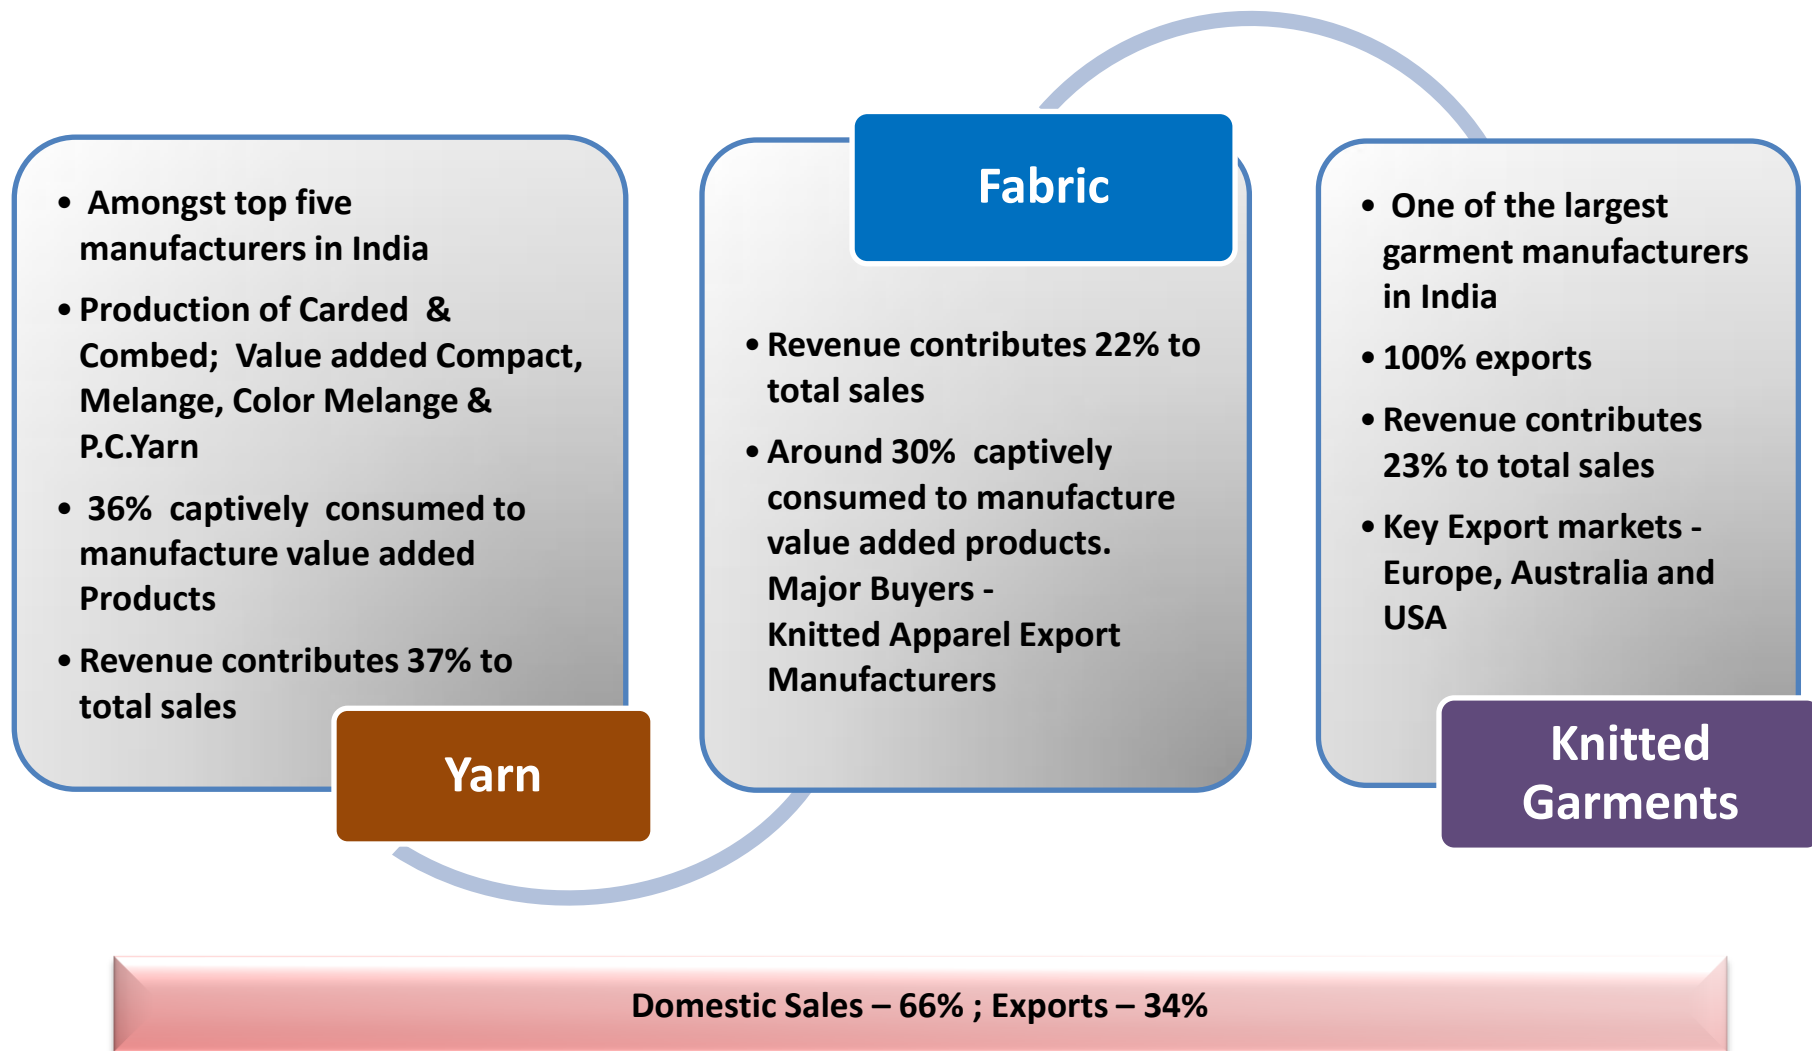 • Amongst top five
manufacturers in India
• Production of Carded &
Combed; Value added Compact,
Melange, Color Melange &
P.C.Yarn
• 36% captively consumed to
manufacture value added
Products
• Revenue contributes 37% to
total sales
Yarn
Fabric
• Revenue contributes 22% to
total sales
• Around 30% captively
consumed to manufacture
value added products.
Major Buyers -
Knitted Apparel Export
Manufacturers
• One of the largest
garment manufacturers
in India
• 100% exports
• Revenue contributes
23% to total sales
• Key Export markets -
Europe, Australia and
USA
Knitted
Garments
Domestic Sales – 66% ; Exports – 34%